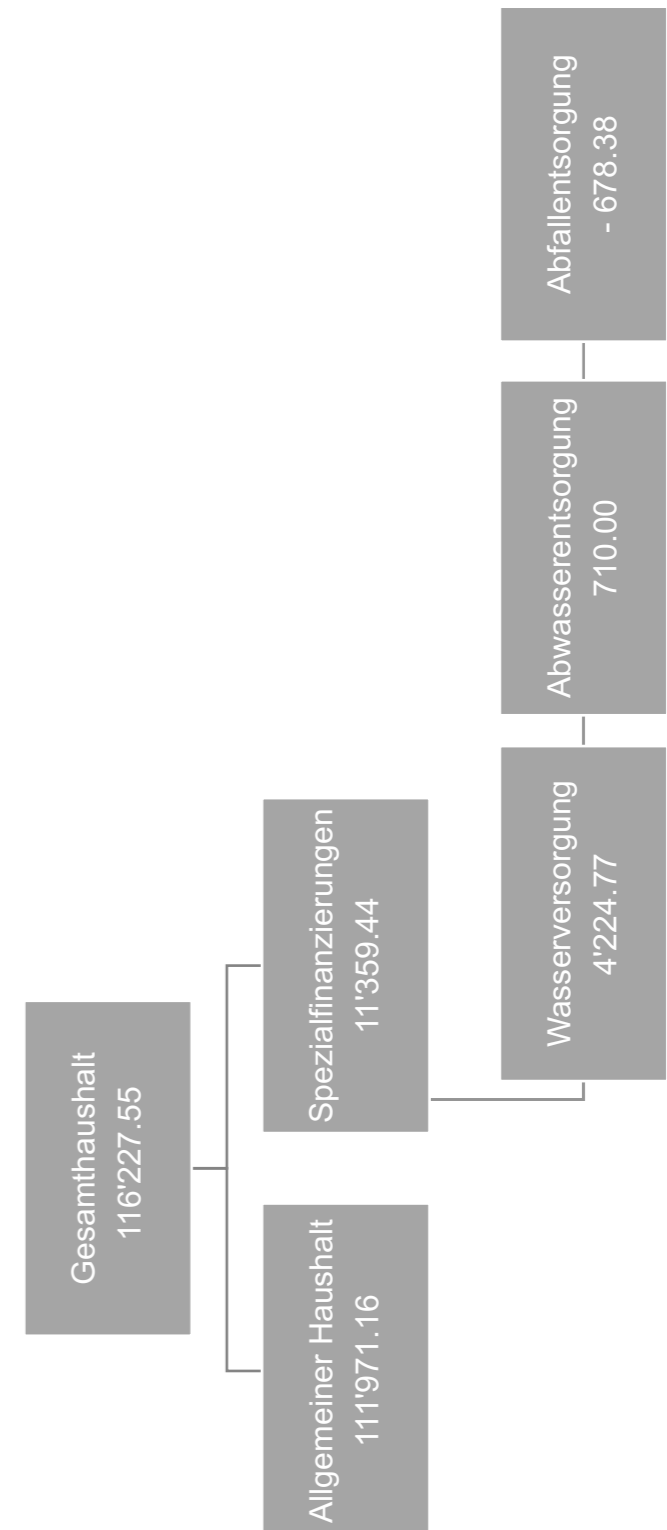 Gesamthaushalt
116'227.55
Allgemeiner Haushalt
111'971.16
Spezialfinanzierungen
11'359.44
Wasserversorgung
4'224.77
Abwasserentsorgung
710.00
Abfallentsorgung
- 678.38